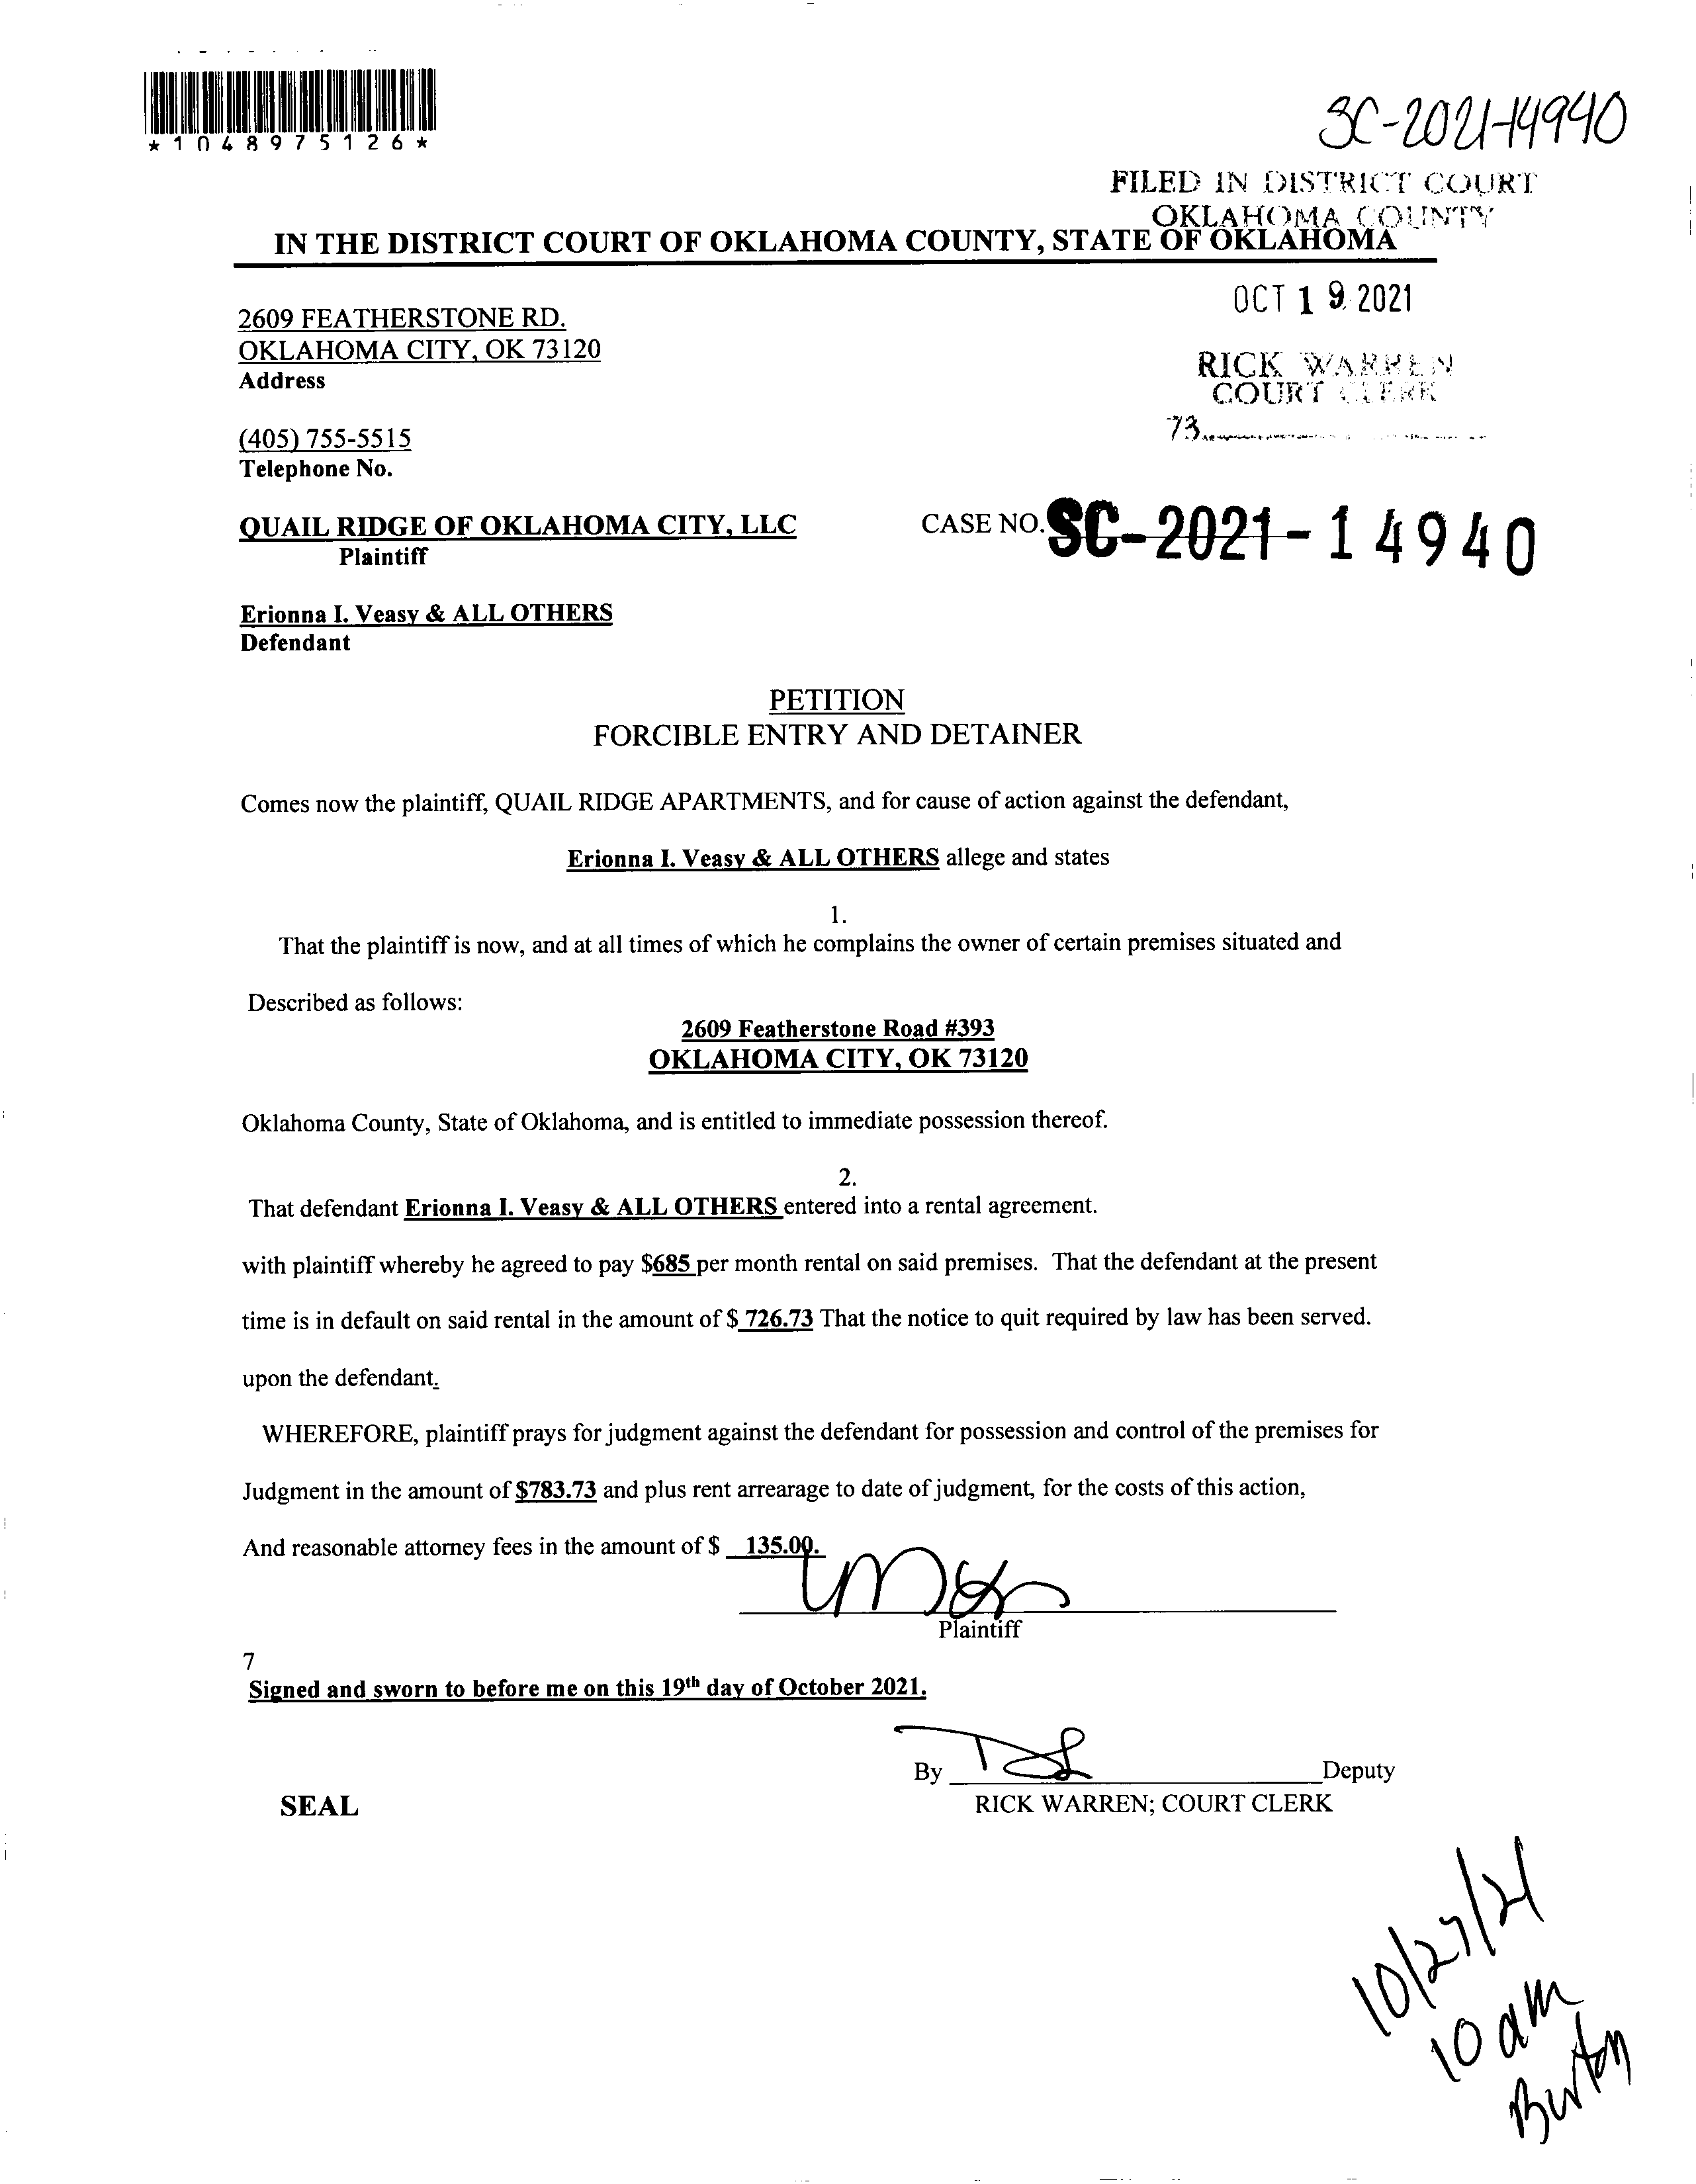 *1048975126*
SC-2021-14940
FILED IN DISTRICT COURT
OKLAHOMA COUNTY
IN THE DISTRICT COURT OF OKLAHOMA COUNTY, STATE OF OKLAHOMA
OCT 19 2021
2609 FEATHERSTONE RD.
OKLAHOMA CITY, OK 73120
Address
RICK WARREN
COURT CLERK
73
(405) 755-5515
Telephone No.
QUAIL RIDGE OF OKLAHOMA CITY, LLC
Plaintiff
CASE NO. SC-2021-14940
Erionna I. Veasy & ALL OTHERS
Defendant
PETITION
FORCIBLE ENTRY AND DETAINER
Comes now the plaintiff, QUAIL RIDGE APARTMENTS, and for cause of action against the defendant,
Erionna I. Veasy & ALL OTHERS allege and states
1.
That the plaintiff is now, and at all times of which he complains the owner of certain premises situated and
Described as follows:
2609 Featherstone Road #393
OKLAHOMA CITY, OK 73120
Oklahoma County, State of Oklahoma, and is entitled to immediate possession thereof.
2.
That defendant Erionna I. Veasy & ALL OTHERS entered into a rental agreement.
with plaintiff whereby he agreed to pay $685 per month rental on said premises. That the defendant at the present
time is in default on said rental in the amount of $ 726.73 That the notice to quit required by law has been served.
upon the defendant.
WHEREFORE, plaintiff prays for judgment against the defendant for possession and control of the premises for
Judgment in the amount of $783.73 and plus rent arrearage to date of judgment, for the costs of this action,
And reasonable attorney fees in the amount of $ 135.00.
Plaintiff
7
Signed and sworn to before me on this 19th day of October 2021.
By Deputy
RICK WARREN; COURT CLERK
SEAL
10/27/21
10 am
Burton